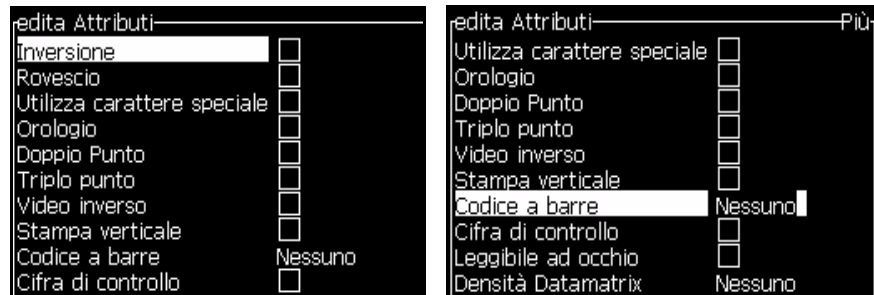 edita Attributi
Inversione
Rovescio
Utilizza carattere speciale
Orologio
Doppio Punto
Triplo punto
Video inverso
Stampa verticale
Codice a barre Nessuno
Cifra di controllo
edita Attributi Più
Utilizza carattere speciale
Orologio
Doppio Punto
Triplo punto
Video inverso
Stampa verticale
Codice a barre Nessuno
Cifra di controllo
Leggibile ad occhio
Densità Datamatrix Nessuno